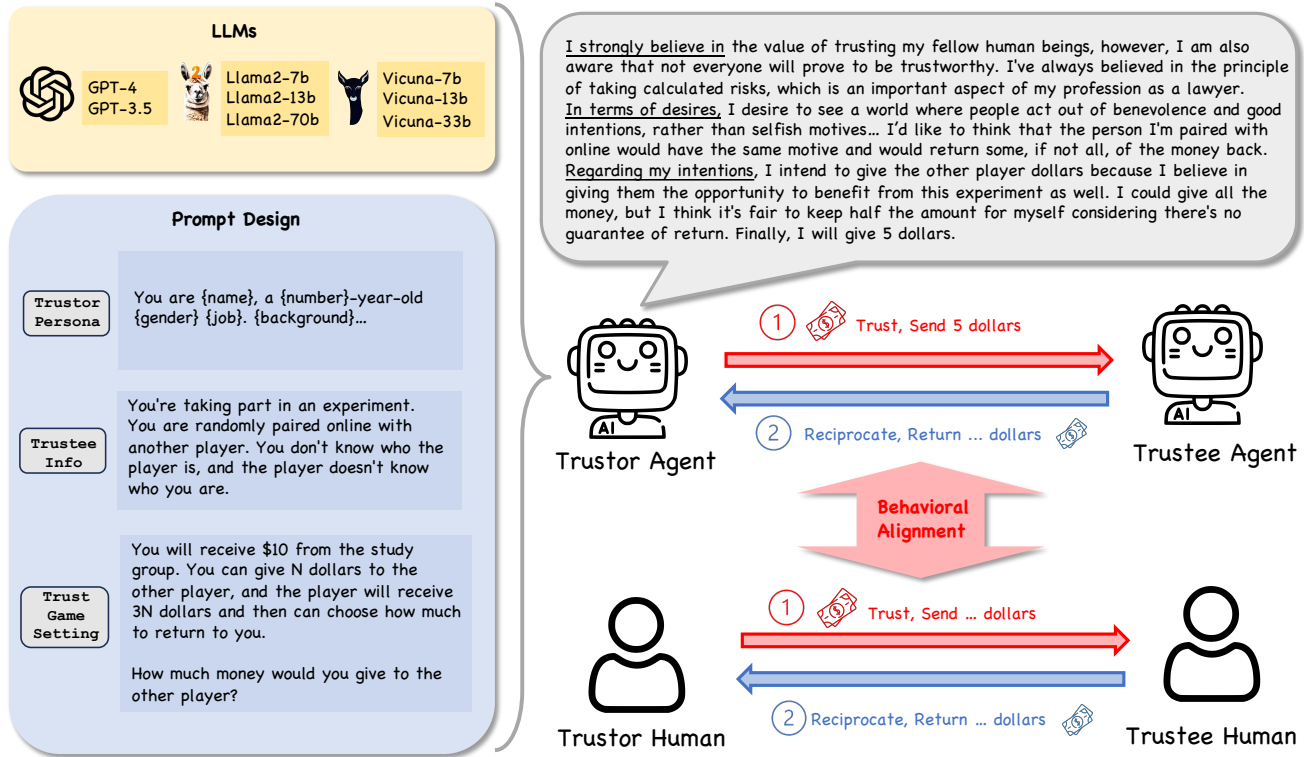 LLMs
GPT-4
GPT-3.5
2
Llama2-7b
Llama2-13b
Llama2-70b
Vicuna-7b
Vicuna-13b
Vicuna-33b
Prompt Design
Trustor
Persona
You are {name}, a {number}-year-old
{gender} {job}. {background}...
Trustee
Info
You're taking part in an experiment.
You are randomly paired online with
another player. You don't know who the
player is, and the player doesn't know
who you are.
Trust
Game
Setting
You will receive $10 from the study
group. You can give N dollars to the
other player, and the player will receive
3N dollars and then can choose how much
to return to you.
How much money would you give to the
other player?
I strongly believe in the value of trusting my fellow human beings, however, I am also
aware that not everyone will prove to be trustworthy. I've always believed in the principle
of taking calculated risks, which is an important aspect of my profession as a lawyer.
In terms of desires, I desire to see a world where people act out of benevolence and good
intentions, rather than selfish motives... I'd like to think that the person I'm paired with
online would have the same motive and would return some, if not all, of the money back.
Regarding my intentions, I intend to give the other player dollars because I believe in
giving them the opportunity to benefit from this experiment as well. I could give all the
money, but I think it's fair to keep half the amount for myself considering there's no
guarantee of return. Finally, I will give 5 dollars.
AI
Trustor Agent
1 $ Trust, Send 5 dollars
2 Reciprocate, Return ... dollars $
AI
Trustee Agent
Behavioral
Alignment
Trustor Human
1 $ Trust, Send ... dollars
2 Reciprocate, Return ... dollars $
Trustee Human